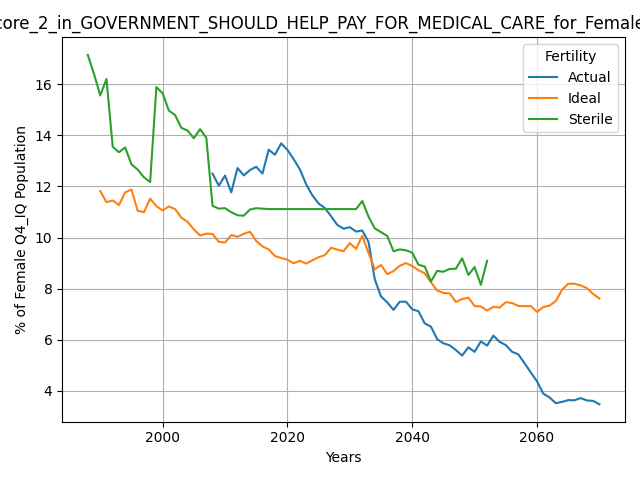 core_2_in_GOVERNMENT_SHOULD_HELP_PAY_FOR_MEDICAL_CARE_for_Female
Fertility
Actual
Ideal
Sterile
% of Female Q4_IQ Population
16
14
12
10
8
6
4
2000 2020 2040 2060
Years